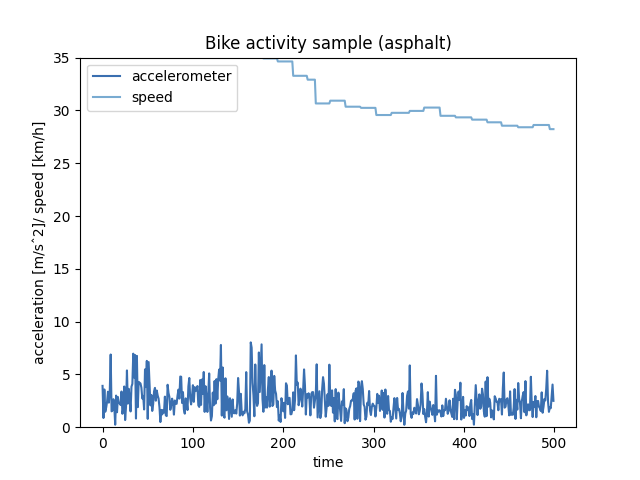 Bike activity sample (asphalt)
accelerometer
speed
acceleration [m/sˆ2]/ speed [km/h]
35
30
25
20
15
10
5
0
0 100 200 300 400 500
time